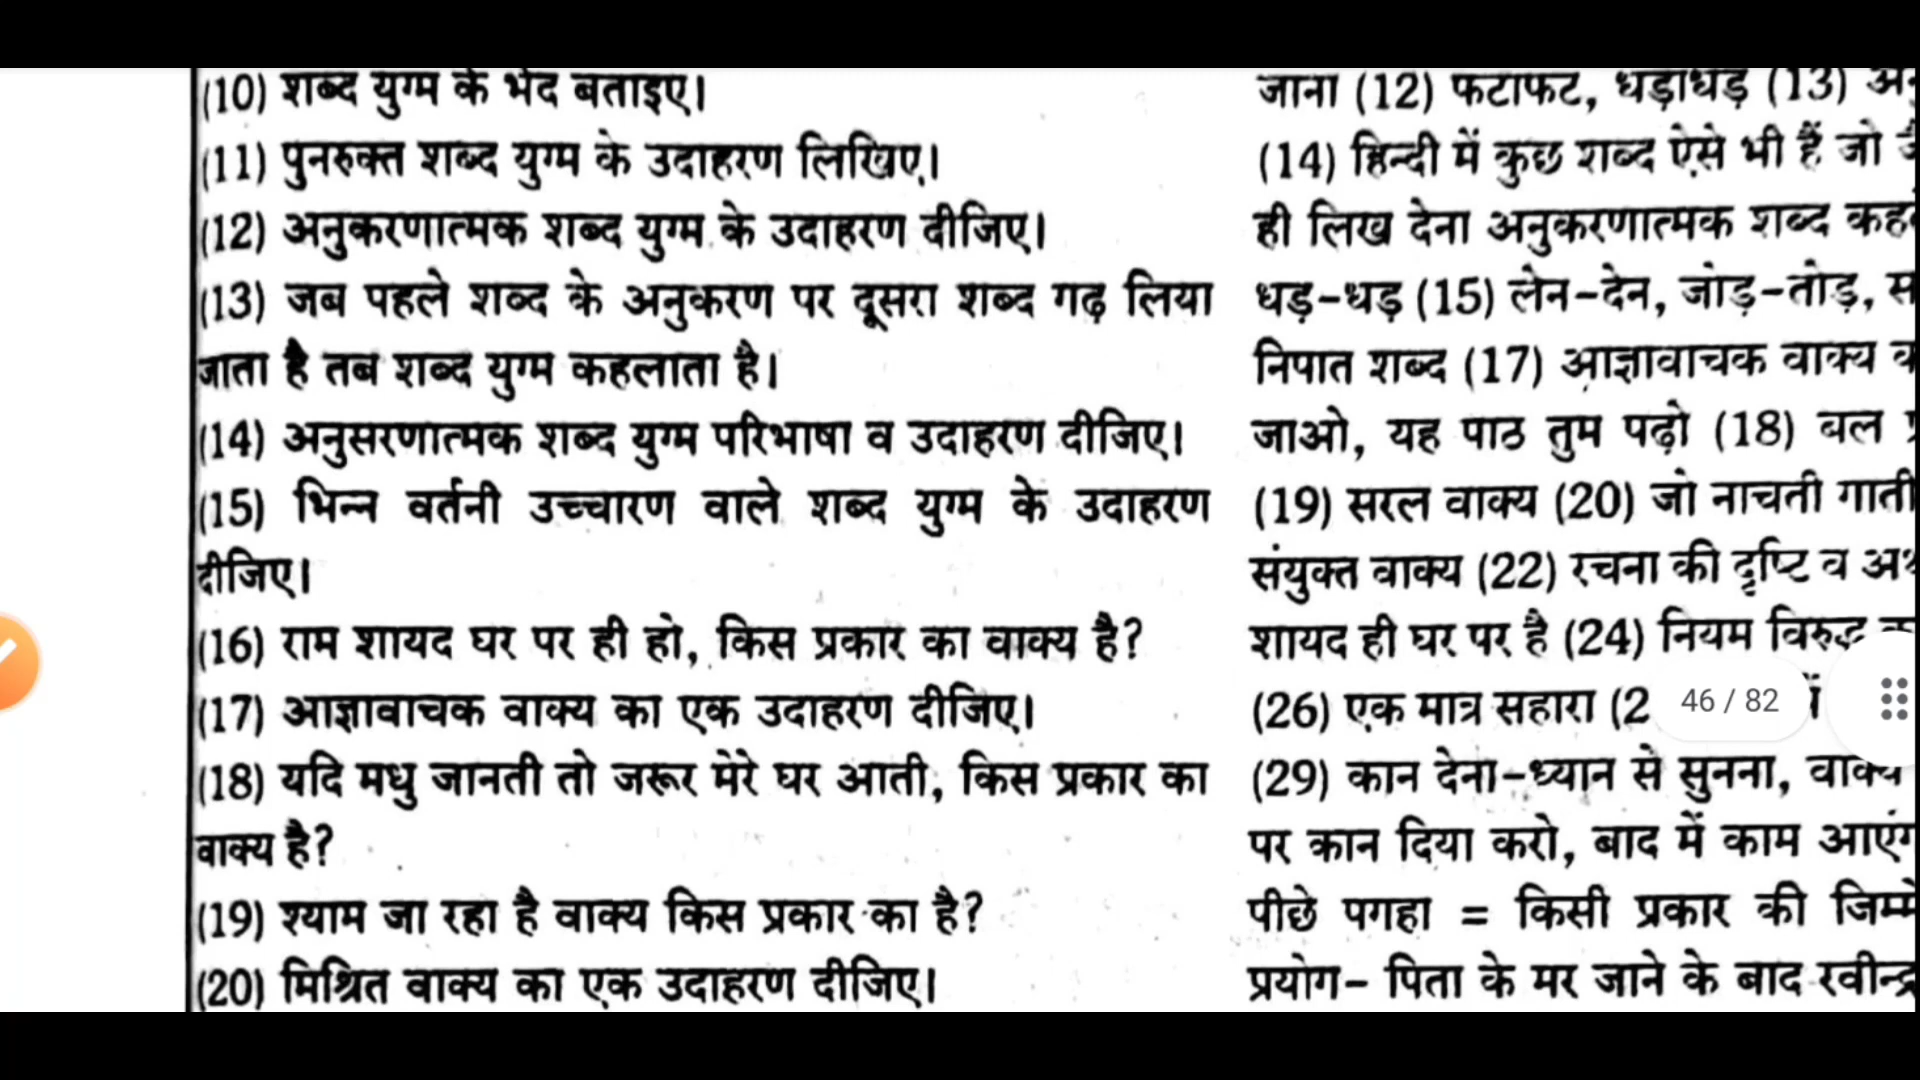 (10) शब्द युग्म के भेद बताइए।
(11) पुनरुक्त शब्द युग्म के उदाहरण लिखिए।
(12) अनुकरणात्मक शब्द युग्म के उदाहरण दीजिए।
(13) जब पहले शब्द के अनुकरण पर दूसरा शब्द गढ़ लिया
जाता है तब शब्द युग्म कहलाता है।
(14) अनुसरणात्मक शब्द युग्म परिभाषा व उदाहरण दीजिए।
(15) भिन्न वर्तनी उच्चारण वाले शब्द युग्म के उदाहरण
दीजिए।
(16) राम शायद घर पर ही हो, किस प्रकार का वाक्य है?
(17) आज्ञावाचक वाक्य का एक उदाहरण दीजिए।
(18) यदि मधु जानती तो जरूर मेरे घर आती, किस प्रकार का
वाक्य है?
(19) श्याम जा रहा है वाक्य किस प्रकार का है?
(20) मिश्रित वाक्य का एक उदाहरण दीजिए।
जाना (12) फटाफट, धड़ाधड़ (13)
(14) हिन्दी में कुछ शब्द ऐसे भी हैं जो
ही लिख देना अनुकरणात्मक शब्द
धड़-धड़ (15) लेन-देन, जोड़-तोड़,
निपात शब्द (17) आज्ञावाचक वाक्य
जाओ, यह पाठ तुम पढ़ो (18) बल
(19) सरल वाक्य (20) जो नाचती गाती
संयुक्त वाक्य (22) रचना की दृष्टि व
शायद ही घर पर है (24) नियम विरुद्ध
(26) एक मात्र सहारा (2
46 / 82
(29) कान देना-ध्यान से सुनना, वाक्य
पर कान दिया करो, बाद में काम
पीछे पगहा = किसी प्रकार की
प्रयोग- पिता के मर जाने के बाद रवीन्द्र